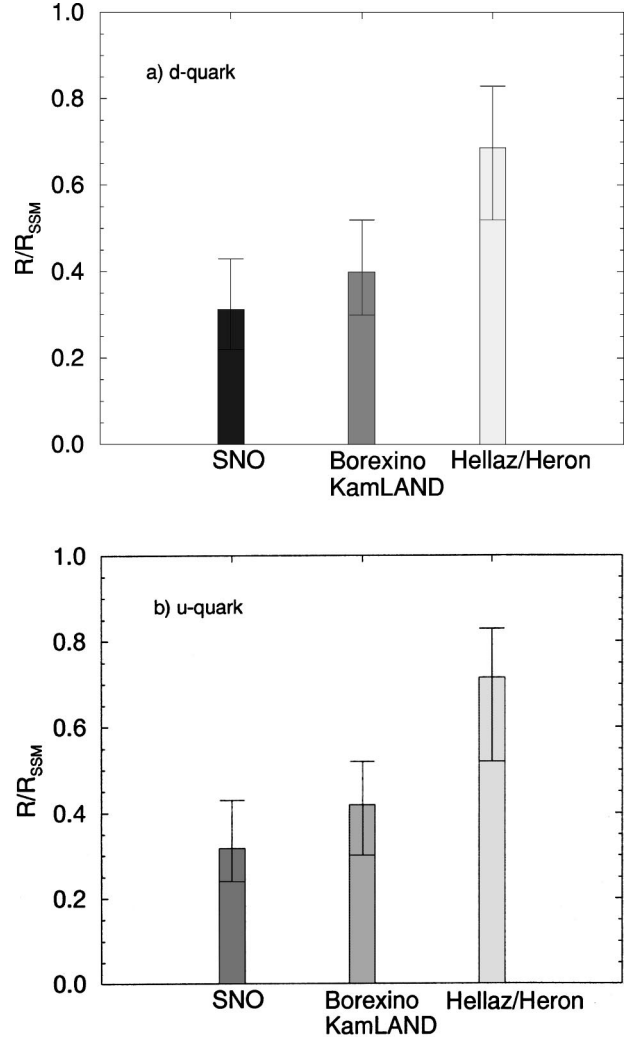 1.0
a) d-quark
0.8
0.6
R/R_SSM
0.4
0.2
0.0
SNO Borexino Hellaz/Heron
KamLAND
1.0
b) u-quark
0.8
0.6
R/R_SSM
0.4
0.2
0.0
SNO Borexino Hellaz/Heron
KamLAND